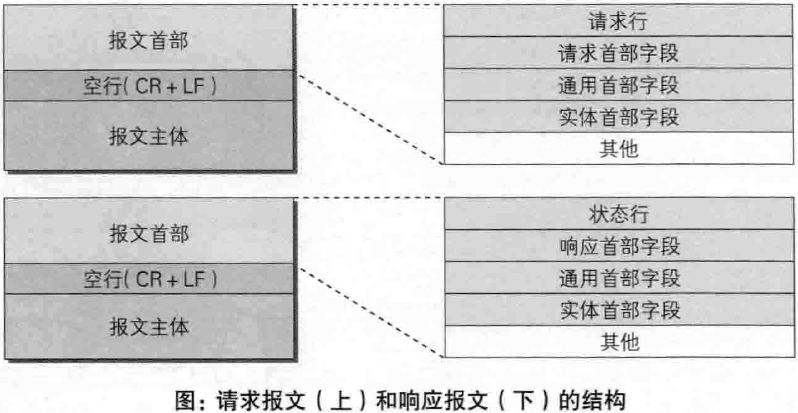 报文首部
空行( CR + LF )
报文主体
请求行
请求首部字段
通用首部字段
实体首部字段
其他
报文首部
空行( CR + LF )
报文主体
状态行
响应首部字段
通用首部字段
实体首部字段
其他
图: 请求报文 ( 上 ) 和响应报文 ( 下 ) 的结构